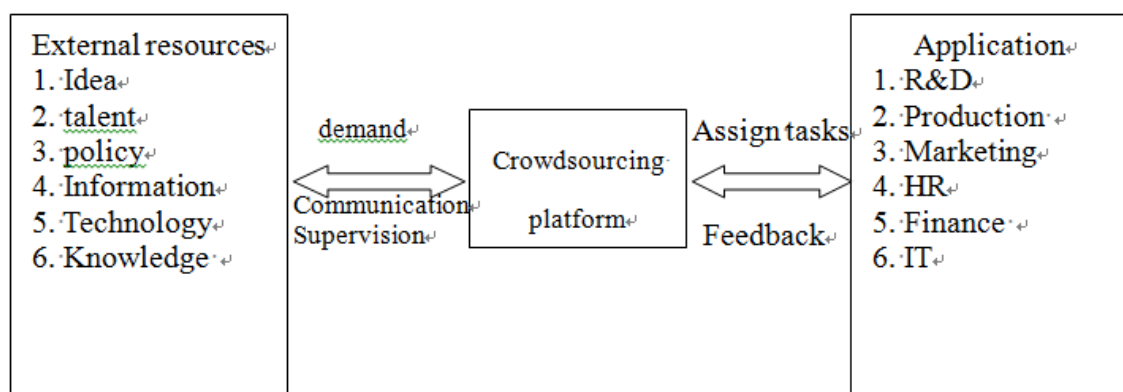 External resources
1. Idea
2. talent
3. policy
4. Information
5. Technology
6. Knowledge
demand
Communication
Supervision
Crowdsourcing
platform
Assign tasks
Feedback
Application
1. R&D
2. Production
3. Marketing
4. HR
5. Finance
6. IT